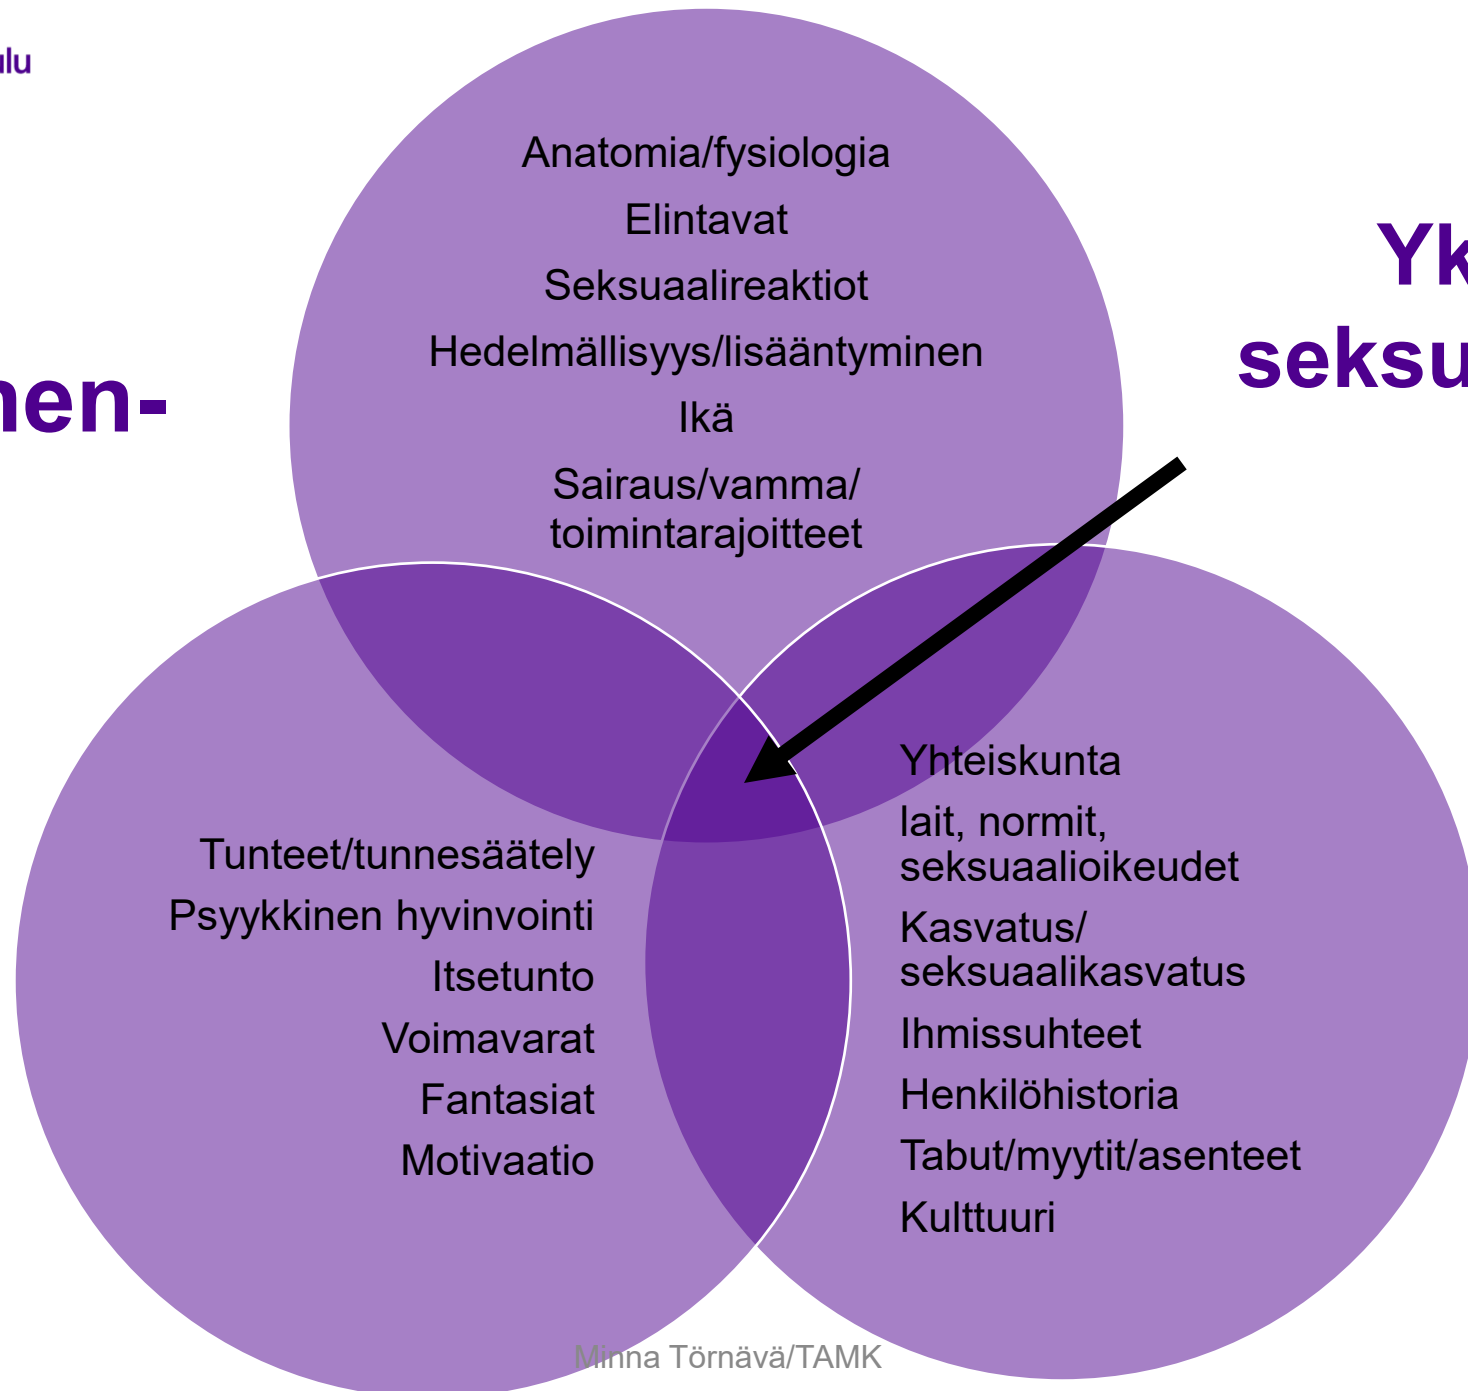 ulu
Anatomia/fysiologia
Elintavat
Seksuaalireaktiot
Hedelmällisyys/lisääntyminen
Ikä
Sairaus/vamma/
toimintarajoitteet
nen-
Yk
seksu
Tunteet/tunnesäätely
Psyykkinen hyvinvointi
Itsetunto
Voimavarat
Fantasiat
Motivaatio
Yhteiskunta
lait, normit,
seksuaalioikeudet
Kasvatus/
seksuaalikasvatus
Ihmissuhteet
Henkilöhistoria
Tabut/myytit/asenteet
Kulttuuri
Minna Törnävä/TAMK